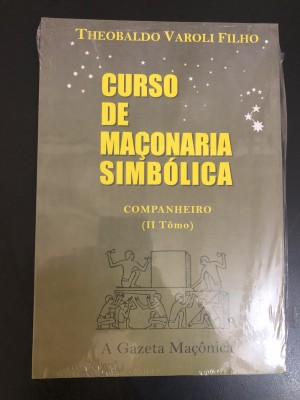 THEOBALDO VAROLI FILHO
CURSO
DE
MAÇONARIA
SIMBÓLICA
COMPANHEIRO
(II Tômo)
A Gazeta Maçônica